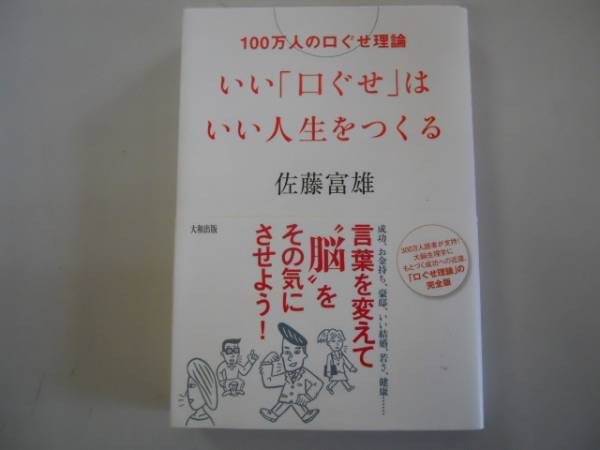 100万人の口ぐせ理論
いい「口ぐせ」は
いい人生をつくる
佐藤富雄
大和出版
成功、お金持ち、豪邸、いい結婚、若さ、健康……
言葉を変えて
“脳”を
その気に
させよう！
300万人読者が支持！
大脳生理学に
もとづく成功への近道。
「口ぐせ理論」の
完全版